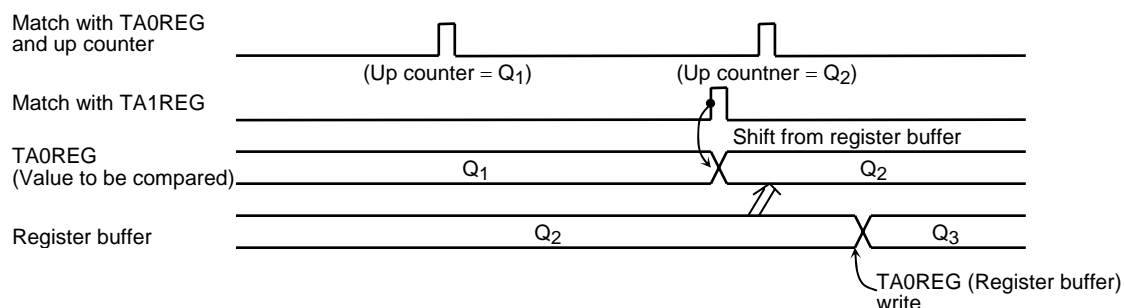 Match with TA0REG
and up counter
(Up counter = Q1)
(Up countner = Q2)
Match with TA1REG
Shift from register buffer
TA0REG
(Value to be compared)
Q1
Q2
Register buffer
Q2
Q3
TA0REG (Register buffer)
write